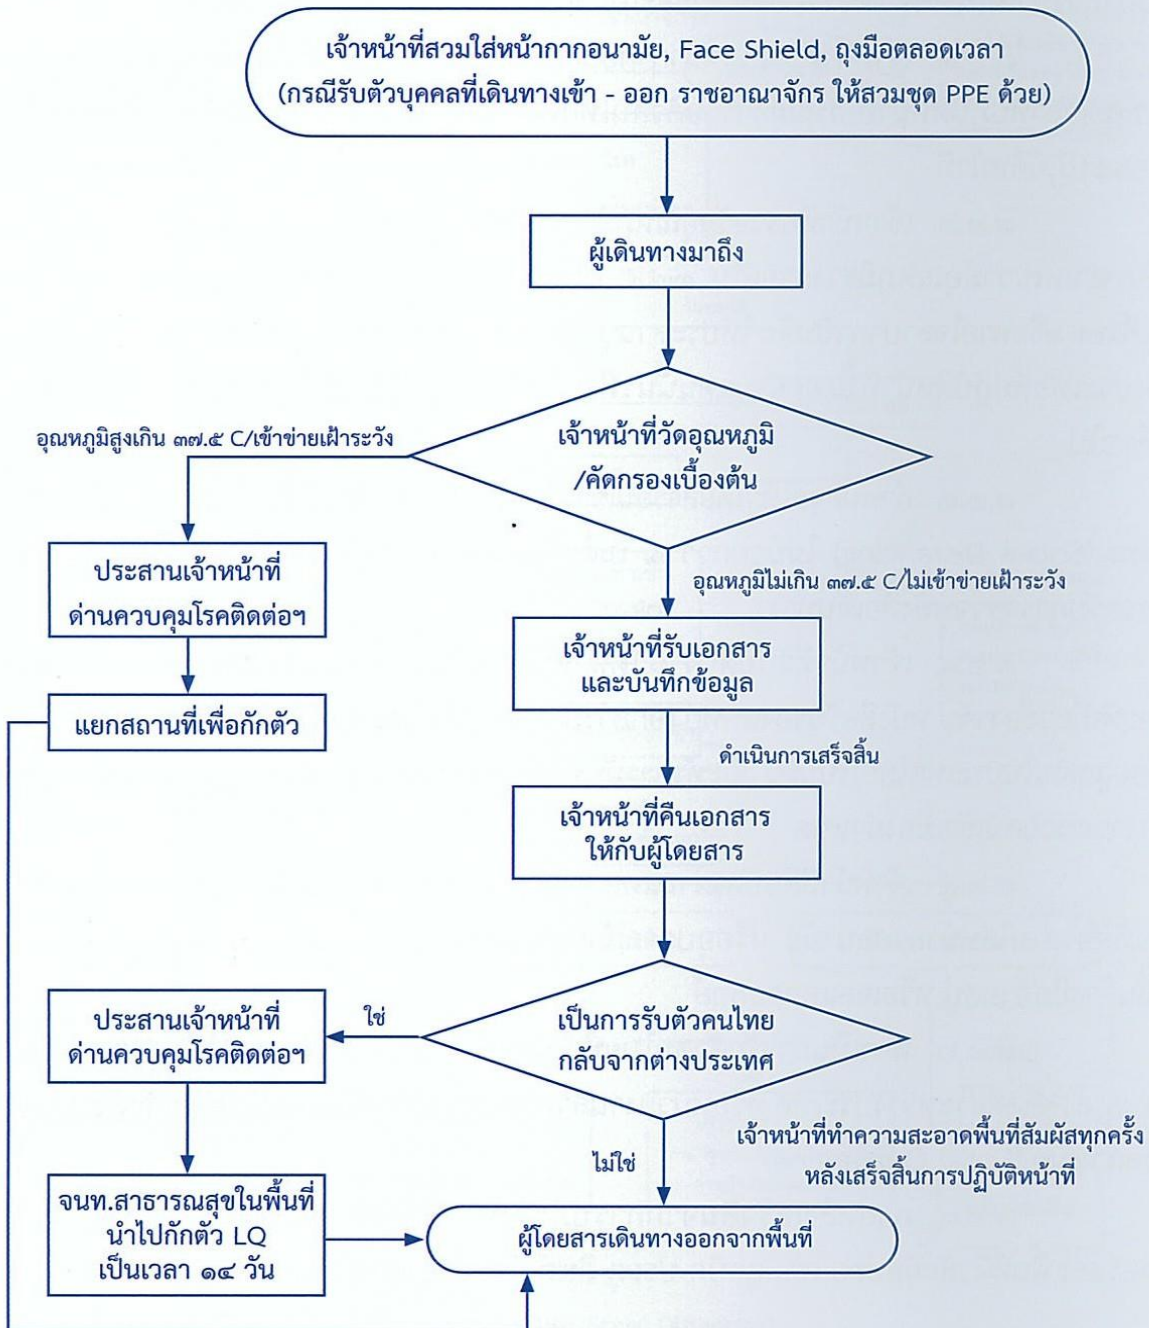 เจ้าหน้าที่สวมใส่หน้ากากอนามัย, Face Shield, ถุงมือตลอดเวลา
(กรณีรับตัวบุคคลที่เดินทางเข้า - ออก ราชอาณาจักร ให้สวมชุด PPE ด้วย)
ผู้เดินทางมาถึง
เจ้าหน้าที่วัดอุณหภูมิ
/คัดกรองเบื้องต้น
อุณหภูมิสูงเกิน ๓๗.๕ C/เข้าข่ายเฝ้าระวัง
ประสานเจ้าหน้าที่
ด่านควบคุมโรคติดต่อฯ
แยกสถานที่เพื่อกักตัว
อุณหภูมิไม่เกิน ๓๗.๕ C/ไม่เข้าข่ายเฝ้าระวัง
เจ้าหน้าที่รับเอกสาร
และบันทึกข้อมูล
ดำเนินการเสร็จสิ้น
เจ้าหน้าที่คืนเอกสาร
ให้กับผู้โดยสาร
เป็นการรับตัวคนไทย
กลับจากต่างประเทศ
ใช่
ประสานเจ้าหน้าที่
ด่านควบคุมโรคติดต่อฯ
จนท.สาธารณสุขในพื้นที่
นำไปกักตัว LQ
เป็นเวลา ๑๔ วัน
ไม่ใช่
เจ้าหน้าที่ทำความสะอาดพื้นที่สัมผัสทุกครั้ง
หลังเสร็จสิ้นการปฏิบัติหน้าที่
ผู้โดยสารเดินทางออกจากพื้นที่